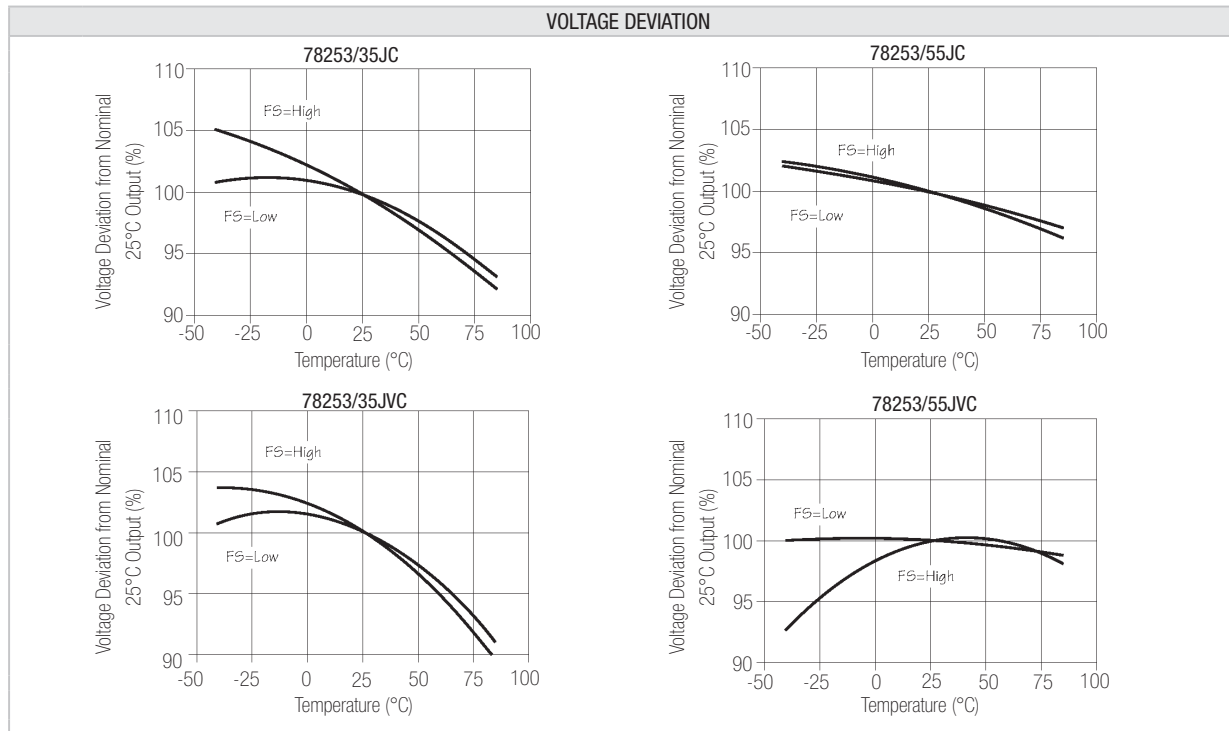 VOLTAGE DEVIATION
78253/35JC
Voltage Deviation from Nominal
25°C Output (%)
110
105
100
95
90
FS=High
FS=Low
-50 -25 0 25 50 75 100
Temperature (°C)
78253/55JC
Voltage Deviation from Nominal
25°C Output (%)
110
105
100
95
90
FS=High
FS=Low
-50 -25 0 25 50 75 100
Temperature (°C)
78253/35JVC
Voltage Deviation from Nominal
25°C Output (%)
110
105
100
95
90
FS=High
FS=Low
-50 -25 0 25 50 75 100
Temperature (°C)
78253/55JVC
Voltage Deviation from Nominal
25°C Output (%)
110
105
100
95
90
FS=Low
FS=High
-50 -25 0 25 50 75 100
Temperature (°C)